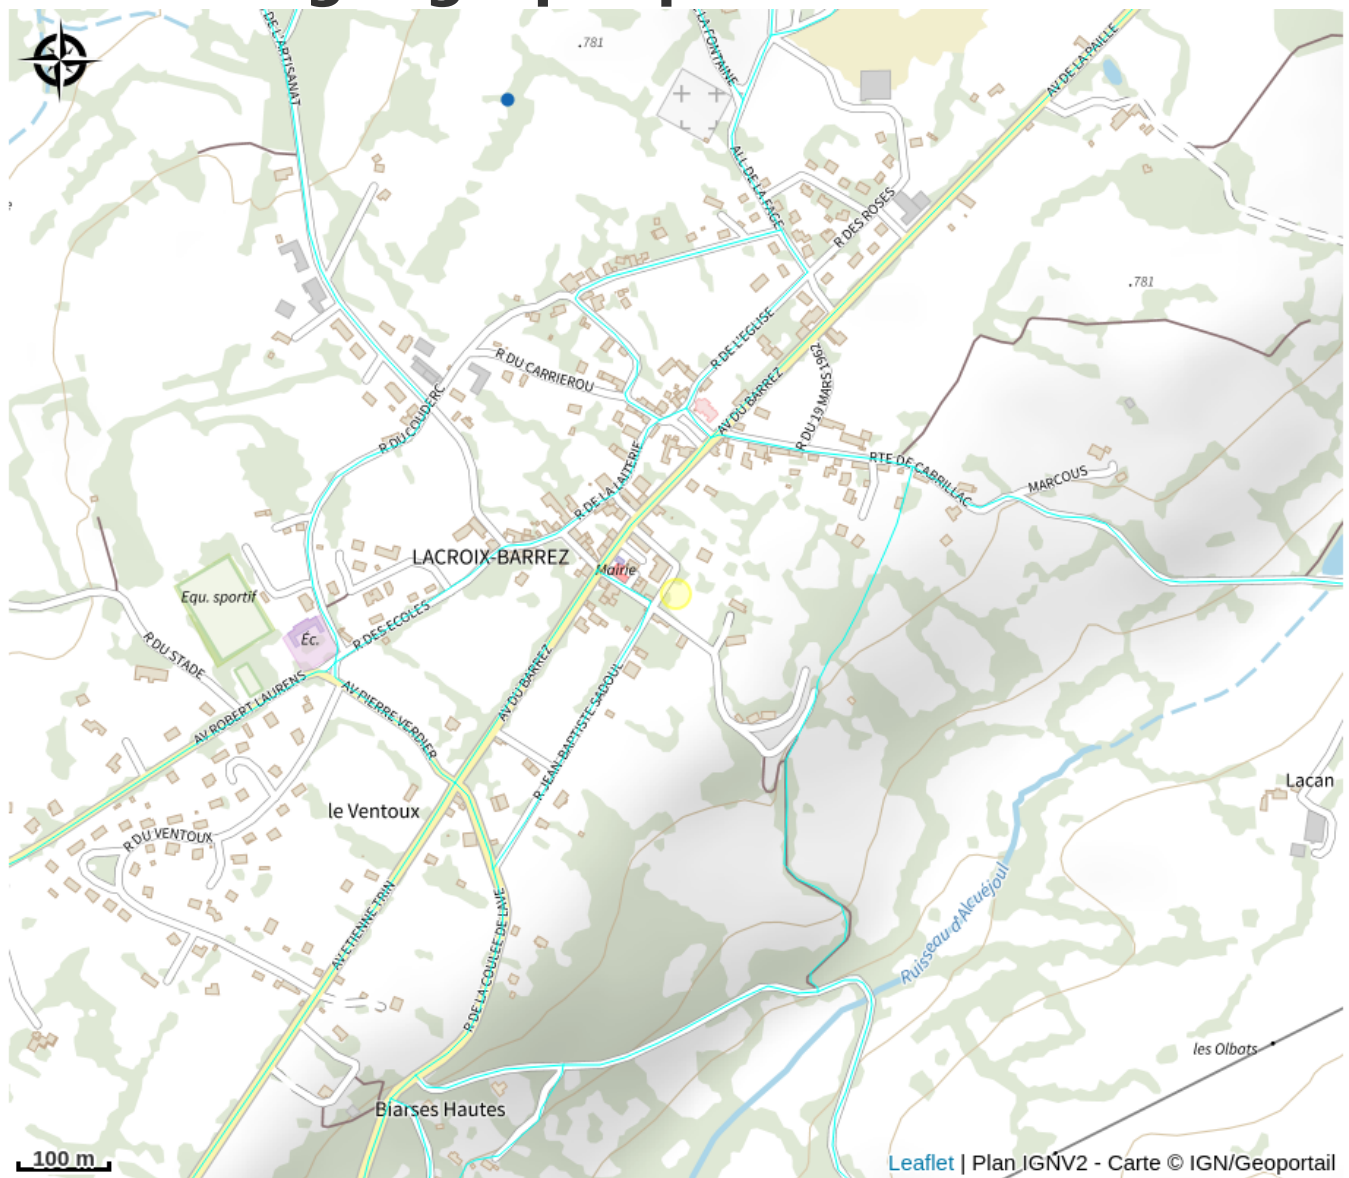 DE L'ARTISANAT
.781
LA FONTAINE
AV DE LA PAILLE
ALL DE LA FAGE
R DES ROSES
.781
R DE L'EGLISE
R DU CARRIEROU
R DU 19 MARS 1962
AV DU BARREZ
R DU COUDERC
R DE LA LAITERIE
RTE DE CABRILLAC
MARCOUS
LACROIX-BARREZ
Mairie
Equ. sportif
Éc.
R DES ECOLES
R DU STADE
AV ROBERT LAURENS
AV PIERRE VERDIER
AV DU BARREZ
R JEAN-BAPTISTE SADOUL
Lacan
le Ventoux
R DU VENTOUX
AV ETIENNE TRIN
R DE LA COULEE DE LAVE
Ruisseau d'Alcuéjoul
les Olbats
Biarses Hautes
100 m
Leaflet | Plan IGNV2 - Carte © IGN/Geoportail